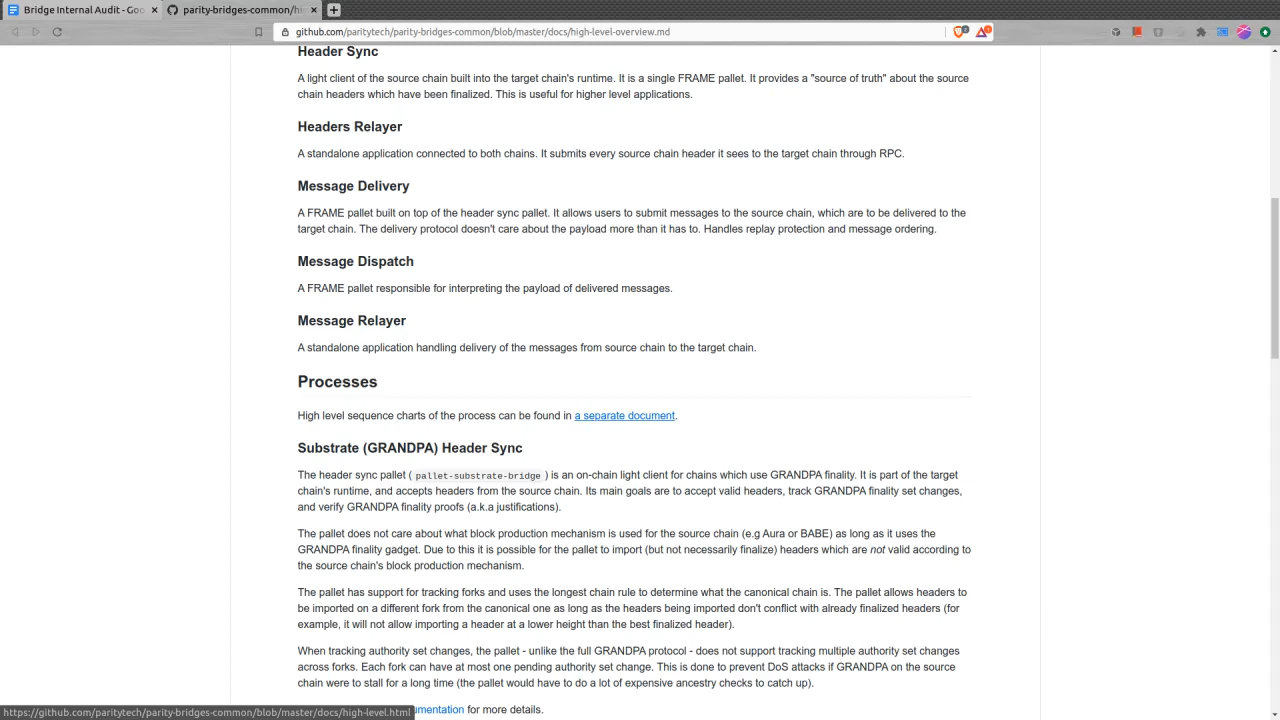 Bridge Internal Audit - Goo
parity-bridges-common/hi
github.com/paritytech/parity-bridges-common/blob/master/docs/high-level-overview.md
Header Sync
A light client of the source chain built into the target chain's runtime. It is a single FRAME pallet. It provides a "source of truth" about the source
chain headers which have been finalized. This is useful for higher level applications.
Headers Relayer
A standalone application connected to both chains. It submits every source chain header it sees to the target chain through RPC.
Message Delivery
A FRAME pallet built on top of the header sync pallet. It allows users to submit messages to the source chain, which are to be delivered to the
target chain. The delivery protocol doesn't care about the payload more than it has to. Handles replay protection and message ordering.
Message Dispatch
A FRAME pallet responsible for interpreting the payload of delivered messages.
Message Relayer
A standalone application handling delivery of the messages from source chain to the target chain.
Processes
High level sequence charts of the process can be found in a separate document.
Substrate (GRANDPA) Header Sync
The header sync pallet ( pallet-substrate-bridge ) is an on-chain light client for chains which use GRANDPA finality. It is part of the target
chain's runtime, and accepts headers from the source chain. Its main goals are to accept valid headers, track GRANDPA finality set changes,
and verify GRANDPA finality proofs (a.k.a justifications).
The pallet does not care about what block production mechanism is used for the source chain (e.g Aura or BABE) as long as it uses the
GRANDPA finality gadget. Due to this it is possible for the pallet to import (but not necessarily finalize) headers which are not valid according to
the source chain's block production mechanism.
The pallet has support for tracking forks and uses the longest chain rule to determine what the canonical chain is. The pallet allows headers to
be imported on a different fork from the canonical one as long as the headers being imported don't conflict with already finalized headers (for
example, it will not allow importing a header at a lower height than the best finalized header).
When tracking authority set changes, the pallet - unlike the full GRANDPA protocol - does not support tracking multiple authority set changes
across forks. Each fork can have at most one pending authority set change. This is done to prevent DoS attacks if GRANDPA on the source
chain were to stall for a long time (the pallet would have to do a lot of expensive ancestry checks to catch up).
umentation for more details.
https://github.com/paritytech/parity-bridges-common/blob/master/docs/high-level.html